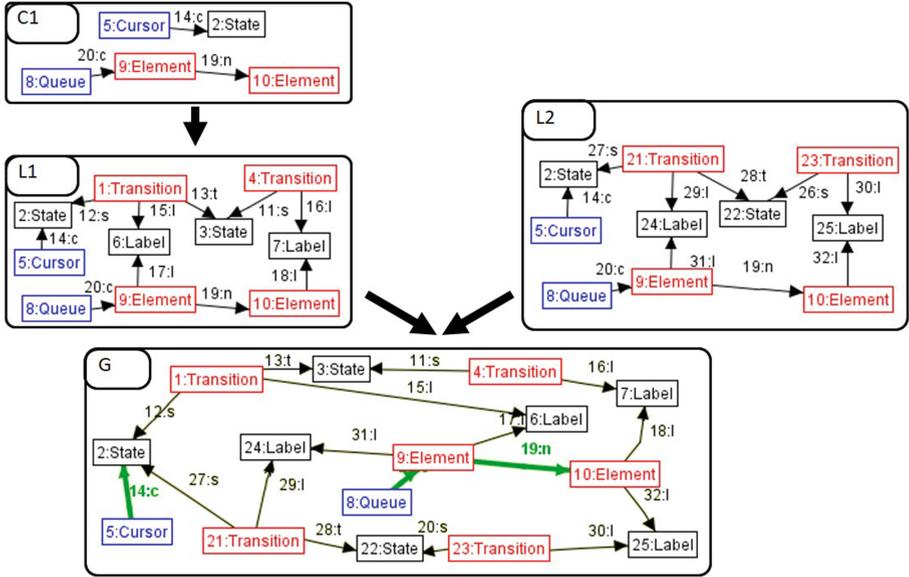 C1
5:Cursor 14:c 2:State
20:c 9:Element 19:n
8:Queue 10:Element
L1
1:Transition 13:t 4:Transition
2:State 12:s 15:l 11:s 16:l
14:c 6:Label 3:State 7:Label
5:Cursor 17:l 18:l
20:c 9:Element 19:n 10:Element
8:Queue
L2
27:s 21:Transition 23:Transition
2:State 28:t
14:c 29:l 26:s 30:l
5:Cursor 24:Label 22:State 25:Label
20:c 31:l 19:n 32:l
8:Queue 9:Element 10:Element
G
13:t 3:State 11:s 16:l
1:Transition 15:l 4:Transition 7:Label
12:s 17:l 6:Label
2:State 24:Label 31:l 9:Element 19:n 18:l
27:s 29:l 8:Queue 10:Element
14:c 32:l
5:Cursor 21:Transition 28:t 20:s 30:l
22:State 23:Transition 25:Label